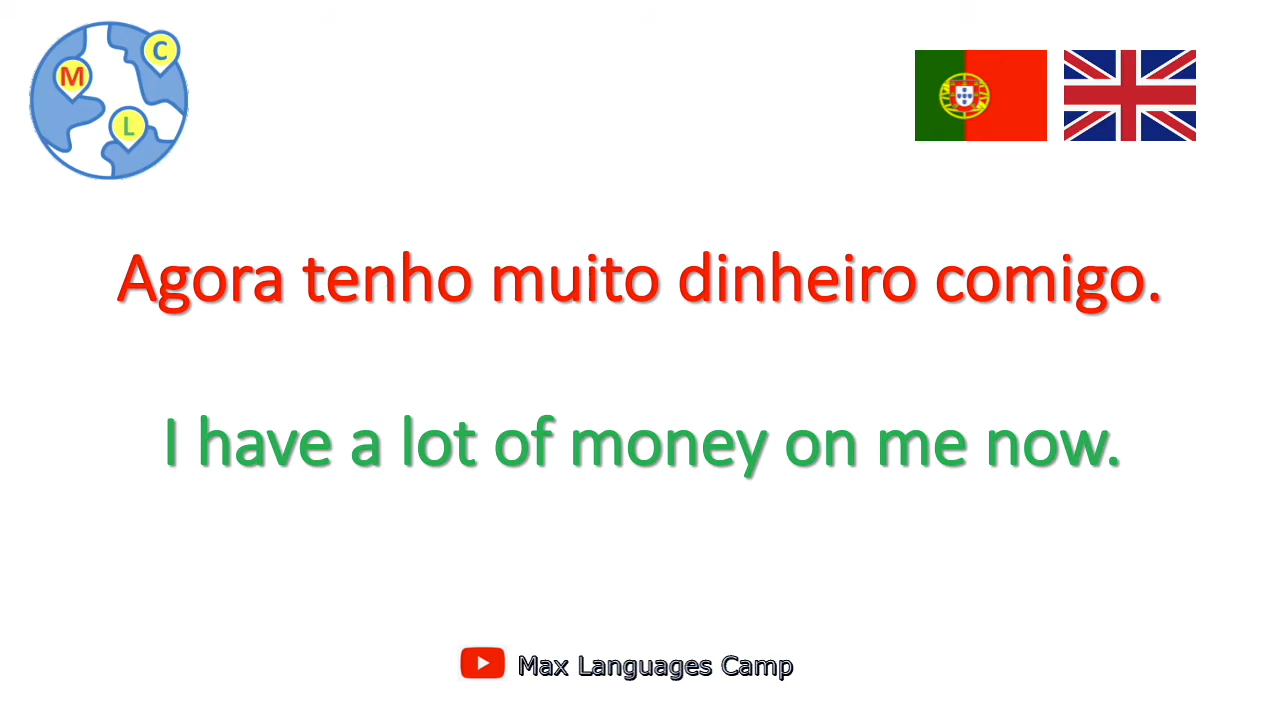 M
C
L
Agora tenho muito dinheiro comigo.
I have a lot of money on me now.
Max Languages Camp